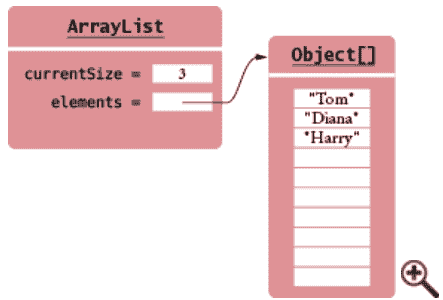 ArrayList
currentSize = 3
elements =
Object[]
"Tom"
"Diana"
"Harry"